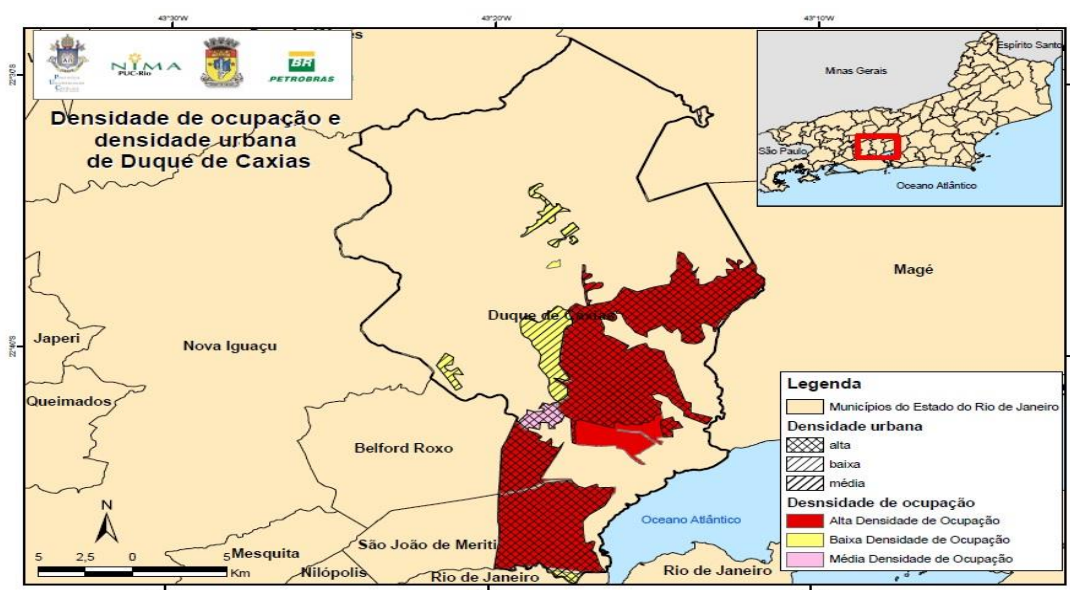 43°30'W
43°20'W
43°10'W
NIMA
PUC-Rio
BR
PETROBRAS
Densidade de ocupação e
densidade urbana
de Duque de Caxias
Espírito Santo
Minas Gerais
São Paulo
Oceano Atlântico
Magé
Duque de Caxias
Japeri
Nova Iguaçu
Queimados
Belford Roxo
Oceano Atlântico
Mesquita
São João de Meriti
Nilópolis
Rio de Janeiro
Rio de Janeiro
N
5 2,5 0 5
Km
Legenda
Municípios do Estado do Rio de Janeiro
Densidade urbana
alta
baixa
média
Desnsidade de ocupação
Alta Densidade de Ocupação
Baixa Densidade de Ocupação
Média Densidade de Ocupação